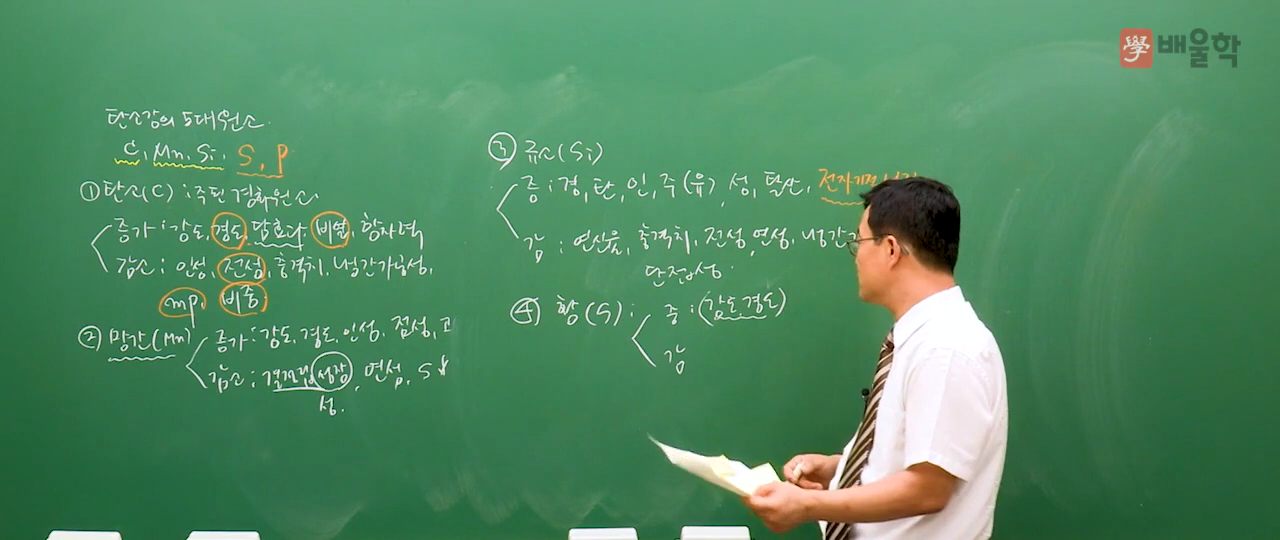 學 배울학
탄소강의 5대원소.
C, Mn, Si, S, P
① 탄소(C) : 주된 경화원소.
증가 : 강도, 경도, 담효과, 비열, 항자력
감소 : 인성, 전성, 충격치, 냉간가공성,
mp, 비중
② 망간(Mn) 증가 : 강도, 경도, 인성, 점성, 고
감소 : 결정립 성장, 연성, S↓
성.
③ 규소(Si)
증 : 경, 탄, 인, 주(유) 성, 탈산, 전자기적
감 : 연신율, 충격치, 전성, 연성, 냉간
단접성.
④ 황(S) : 증 : (강도, 경도)
감